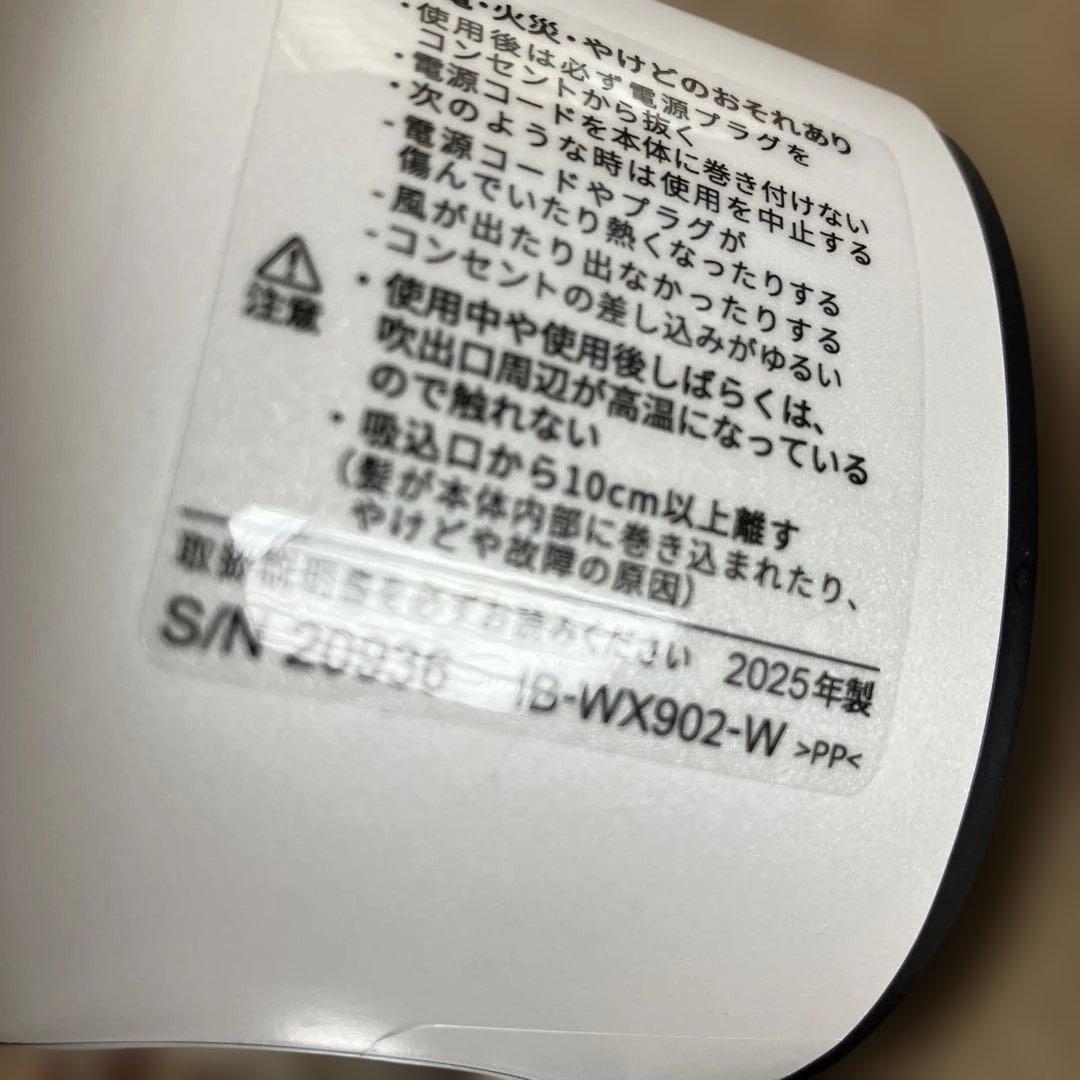 ・火災・やけどのおそれあり
・使用後は必ず電源プラグを
コンセントから抜く
・電源コードを本体に巻き付けない
・次のような時は使用を中止する
-電源コードやプラグが
傷んでいたり熱くなったりする
-風が出たり出なかったりする
-コンセントの差し込みがゆるい
注意
・使用中や使用後しばらくは、
吹出口周辺が高温になっている
ので触れない
・吸込口から10cm以上離す
（髪が本体内部に巻き込まれたり、
やけどや故障の原因）
取扱説明書を必ずお読みください 2025年製
S/N 20936 IB-WX902-W >PP<